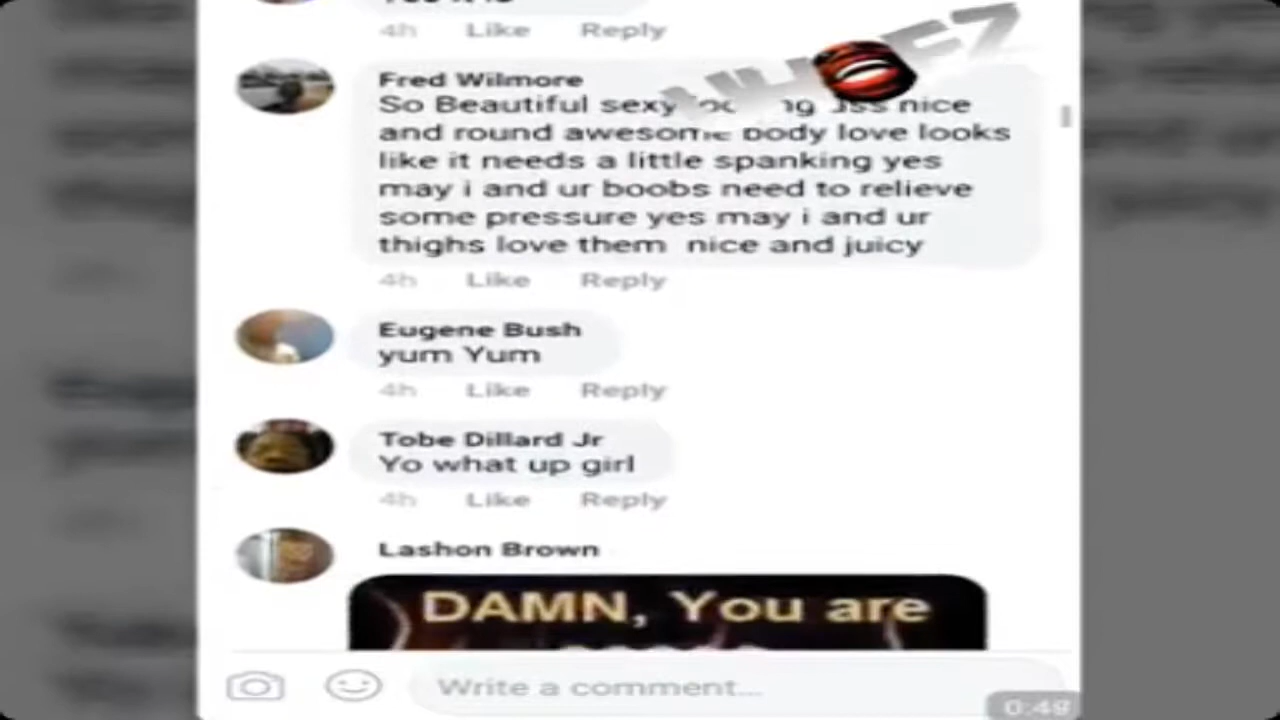 4h Like Reply
Fred Wilmore
So Beautiful sexy nice
and round awesome body love looks
like it needs a little spanking yes
may i and ur boobs need to relieve
some pressure yes may i and ur
thighs love them nice and juicy
4h Like Reply
Eugene Bush
yum Yum
4h Like Reply
Tobe Dillard Jr
Yo what up girl
4h Like Reply
Lashon Brown
DAMN, You are
Write a comment...
0:49